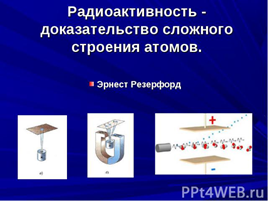 Радиоактивность -
доказательство сложного
строения атомов.
Эрнест Резерфорд
+
-
PPt4WEB.ru